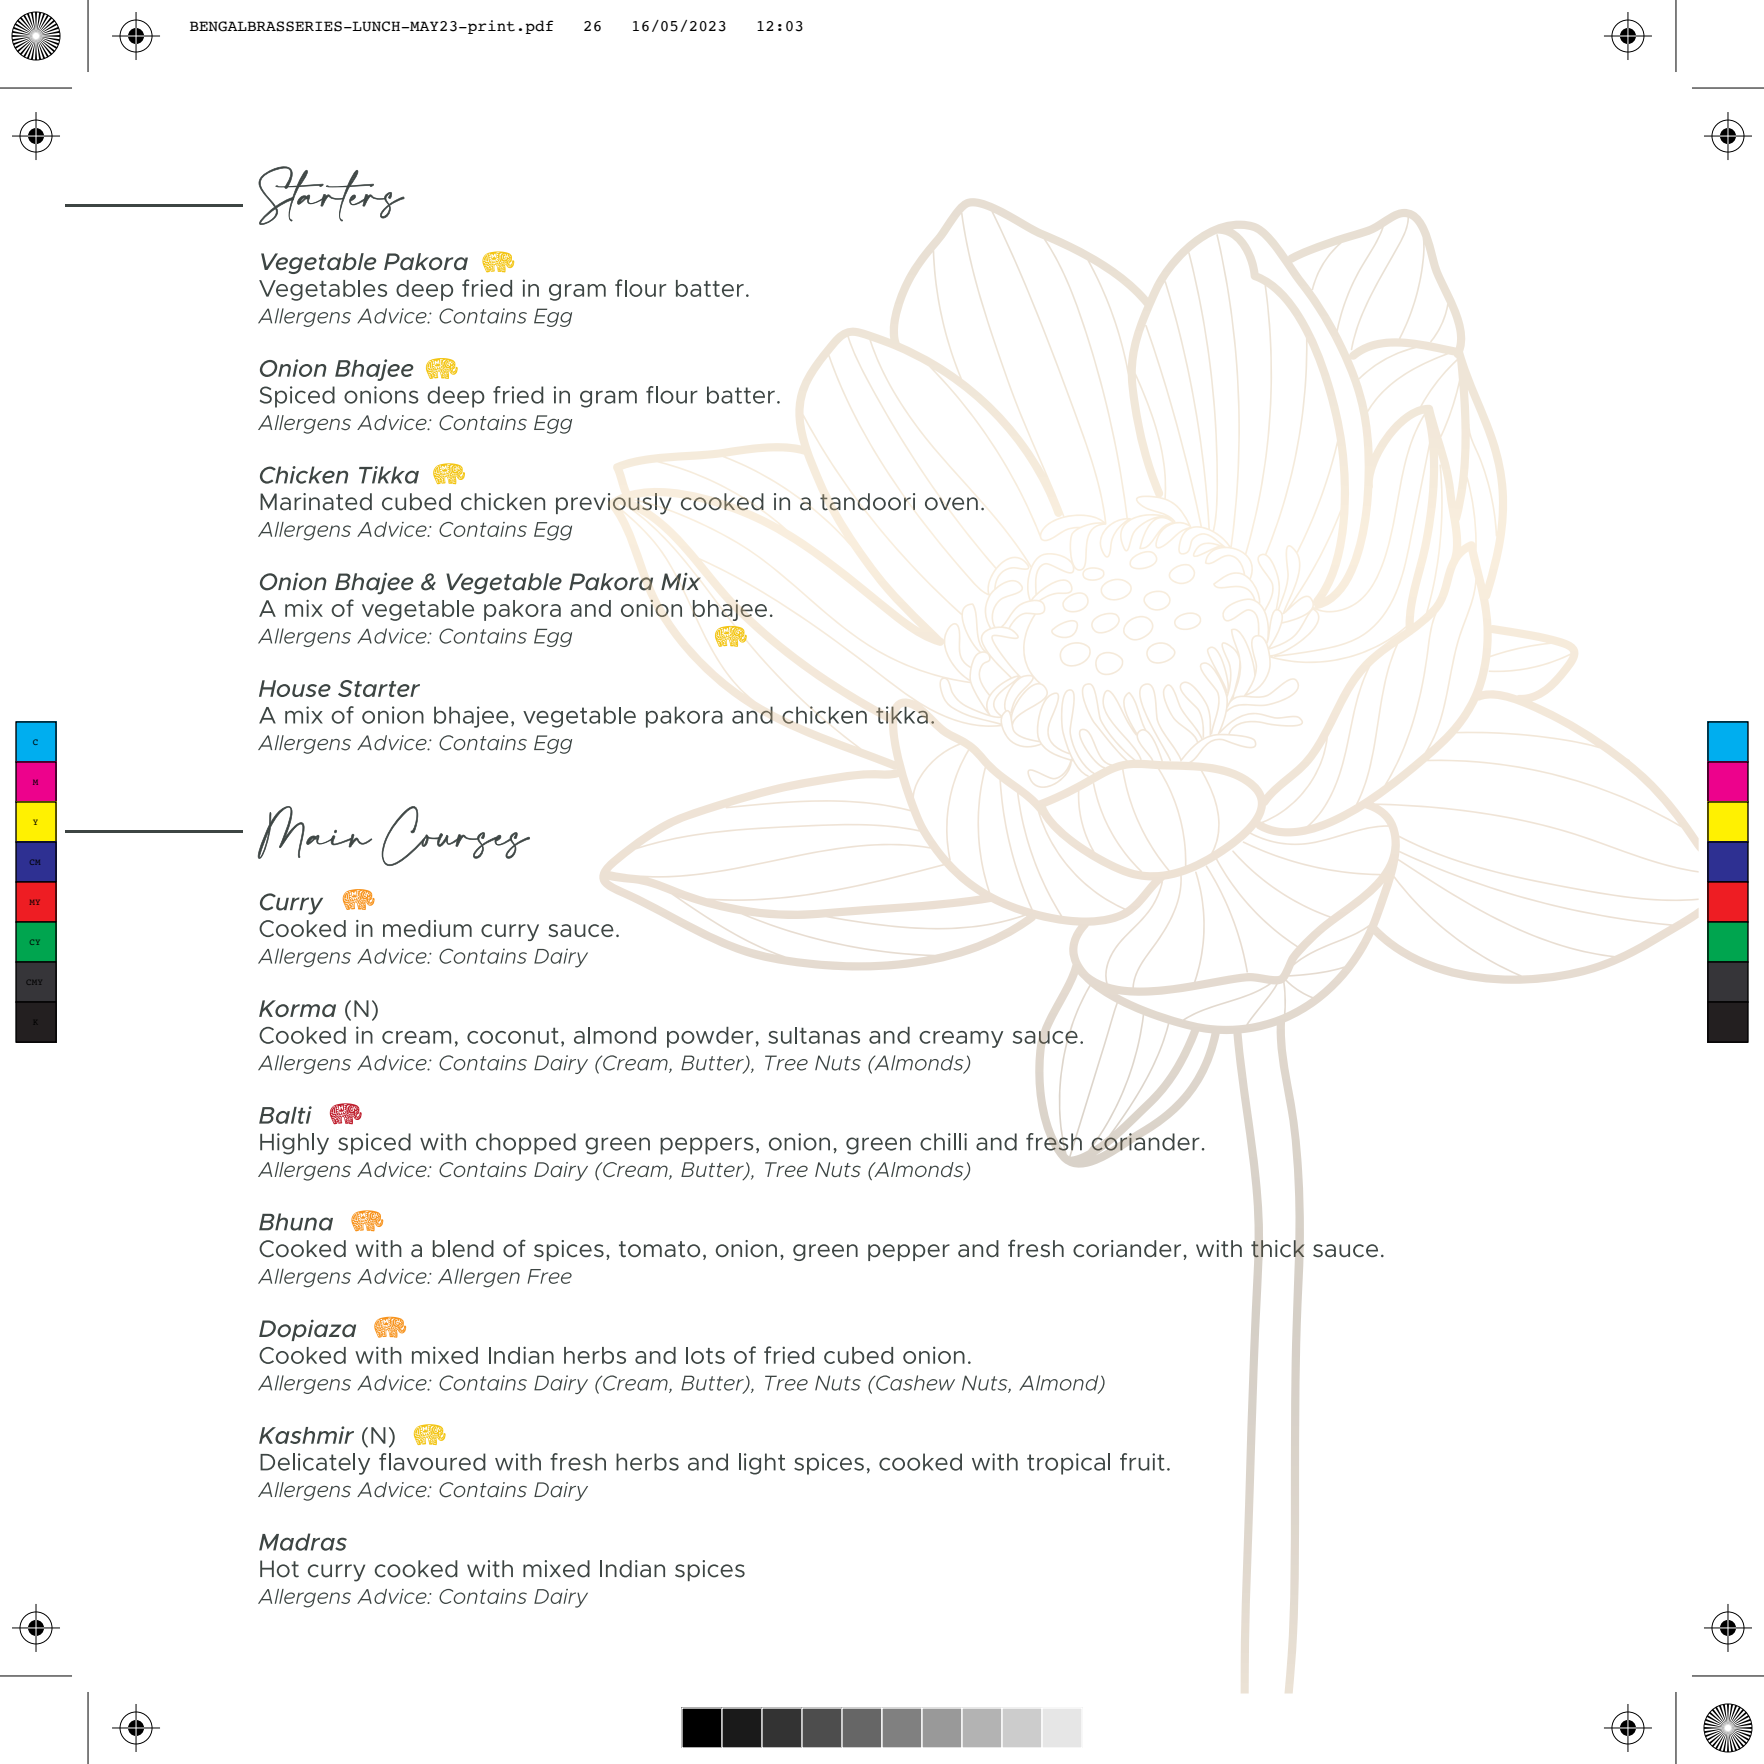 BENGALBRASSERIES-LUNCH-MAY23-print.pdf 26 16/05/2023 12:03
Starters
Vegetable Pakora
Vegetables deep fried in gram flour batter.
Allergens Advice: Contains Egg
Onion Bhajee
Spiced onions deep fried in gram flour batter.
Allergens Advice: Contains Egg
Chicken Tikka
Marinated cubed chicken previously cooked in a tandoori oven.
Allergens Advice: Contains Egg
Onion Bhajee & Vegetable Pakora Mix
A mix of vegetable pakora and onion bhajee.
Allergens Advice: Contains Egg
House Starter
A mix of onion bhajee, vegetable pakora and chicken tikka.
Allergens Advice: Contains Egg
C
M
Y
CM
MY
CY
CMY
K
Main Courses
Curry
Cooked in medium curry sauce.
Allergens Advice: Contains Dairy
Korma (N)
Cooked in cream, coconut, almond powder, sultanas and creamy sauce.
Allergens Advice: Contains Dairy (Cream, Butter), Tree Nuts (Almonds)
Balti
Highly spiced with chopped green peppers, onion, green chilli and fresh coriander.
Allergens Advice: Contains Dairy (Cream, Butter), Tree Nuts (Almonds)
Bhuna
Cooked with a blend of spices, tomato, onion, green pepper and fresh coriander, with thick sauce.
Allergens Advice: Allergen Free
Dopiaza
Cooked with mixed Indian herbs and lots of fried cubed onion.
Allergens Advice: Contains Dairy (Cream, Butter), Tree Nuts (Cashew Nuts, Almond)
Kashmir (N)
Delicately flavoured with fresh herbs and light spices, cooked with tropical fruit.
Allergens Advice: Contains Dairy
Madras
Hot curry cooked with mixed Indian spices
Allergens Advice: Contains Dairy